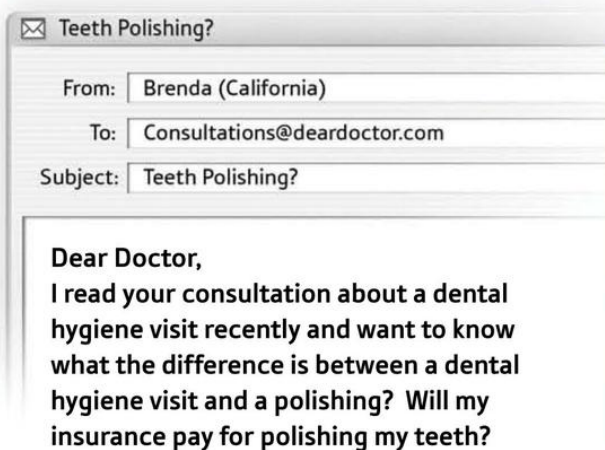 Teeth Polishing?
From: Brenda (California)
To: Consultations@deardoctor.com
Subject: Teeth Polishing?
Dear Doctor,
I read your consultation about a dental
hygiene visit recently and want to know
what the difference is between a dental
hygiene visit and a polishing?  Will my
insurance pay for polishing my teeth?